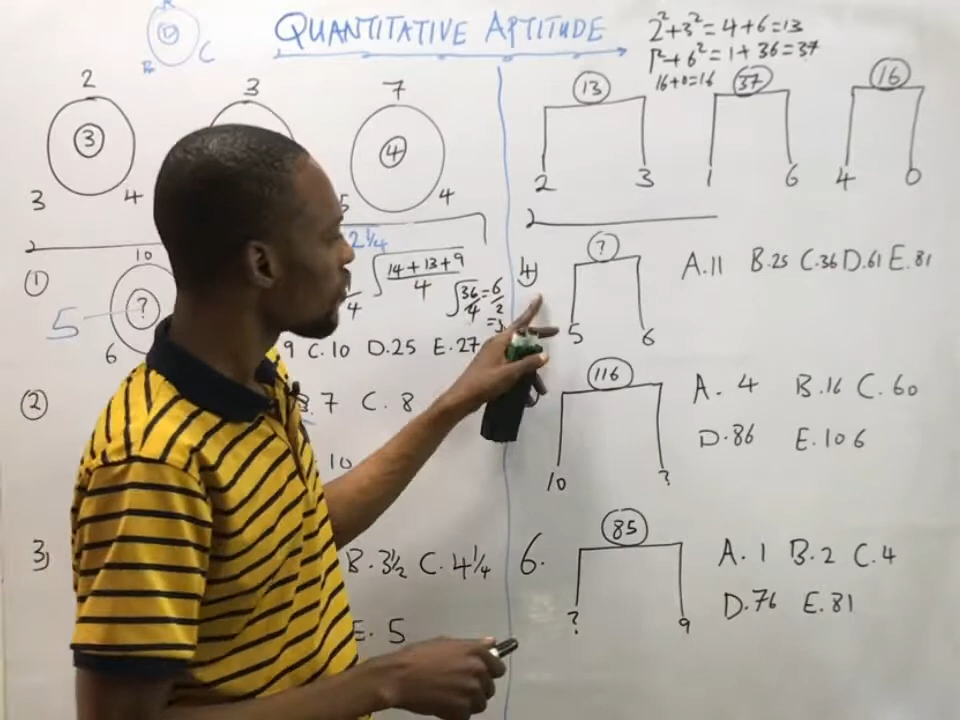 QUANTITATIVE APTITUDE
R
C
2
3
3
4
3
7
4
5
4
2¼
14+13+9
4
36 = 6
4 2
4
1
10
?
5
6
9 C. 10 D. 25 E. 27
2
7 C. 8
10
3,
B. 3½ C. 4¼
E. 5
2²+3² = 4+6=13
1²+6² = 1+36=37
16+0=16
13
2 3
37
1 6
16
4 0
4
?
5 6
A. 11 B. 25 C. 36 D. 61 E. 81
116
10 ?
A. 4 B. 16 C. 60
D. 86 E. 106
6.
85
? 9
A. 1 B. 2 C. 4
D. 76 E. 81